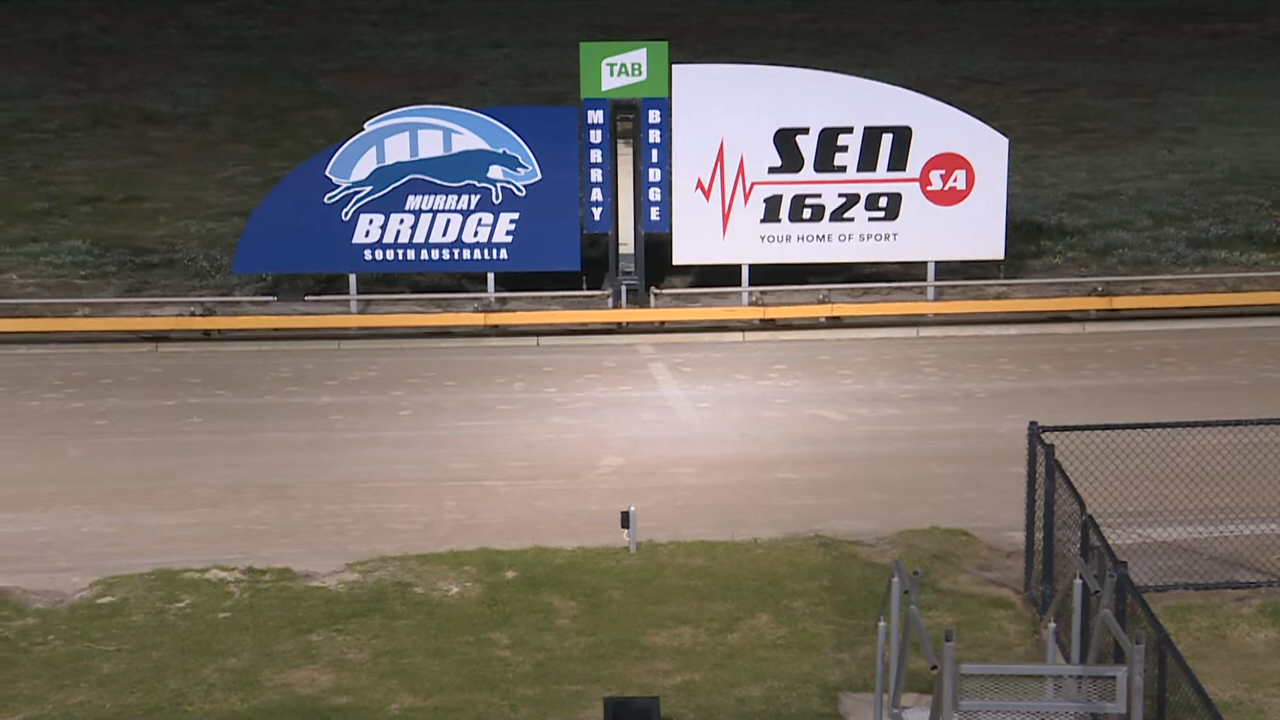 TAB
MURRAY
BRIDGE
MURRAY
BRIDGE
SOUTH AUSTRALIA
SEN
SA
1629
YOUR HOME OF SPORT